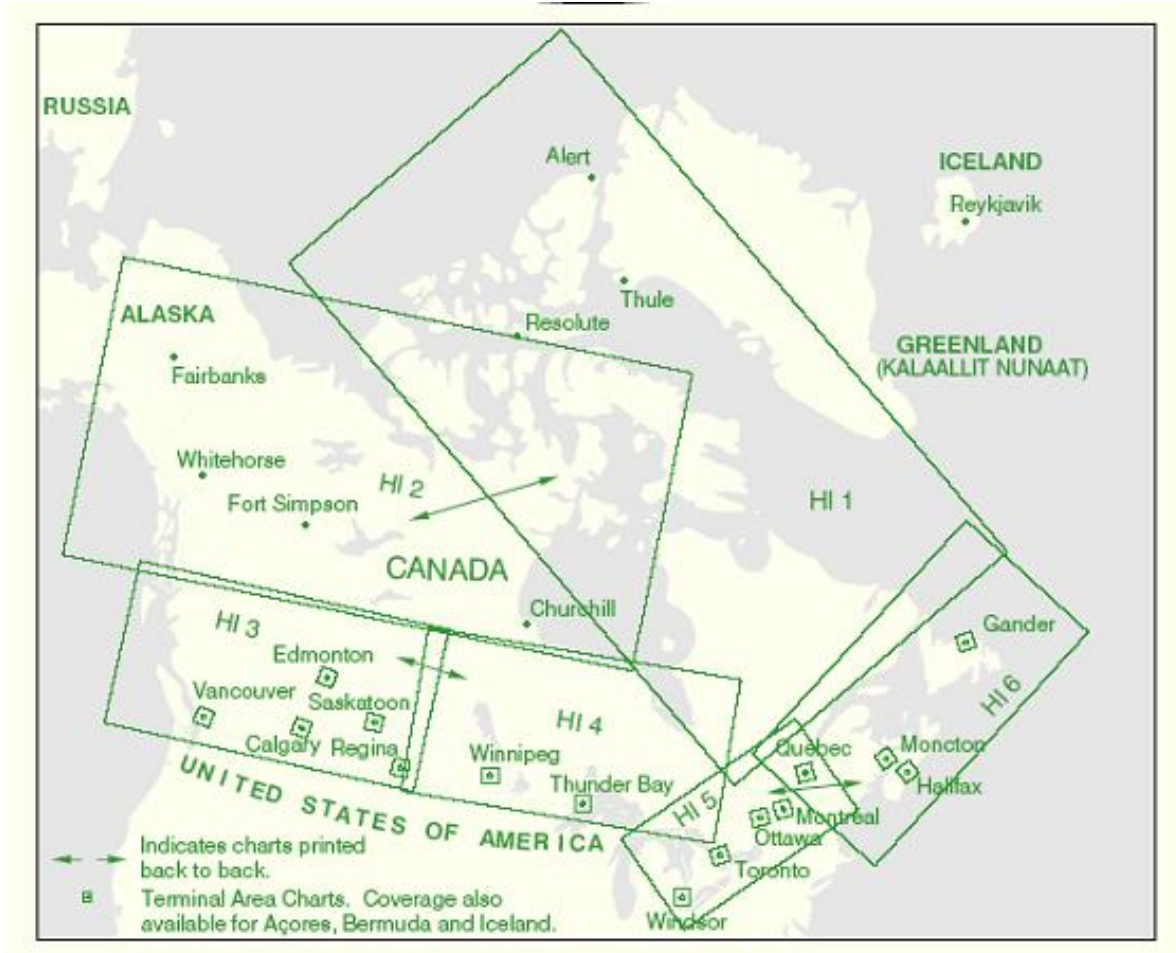 RUSSIA
Alert
ICELAND
Reykjavik
Thule
ALASKA
Resolute
GREENLAND
(KALAALLIT NUNAAT)
Fairbanks
Whitehorse
HI 2
Fort Simpson
HI 1
CANADA
Churchill
HI 3
Gander
Edmonton
HI 6
Vancouver
Saskatoon
HI 4
Calgary
Regina
Winnipeg
Québec
Moncton
Halifax
Thunder Bay
HI 5
Montréal
Ottawa
UNITED STATES OF AMERICA
Toronto
Windsor
Indicates charts printed
back to back.
Terminal Area Charts. Coverage also
available for Açores, Bermuda and Iceland.